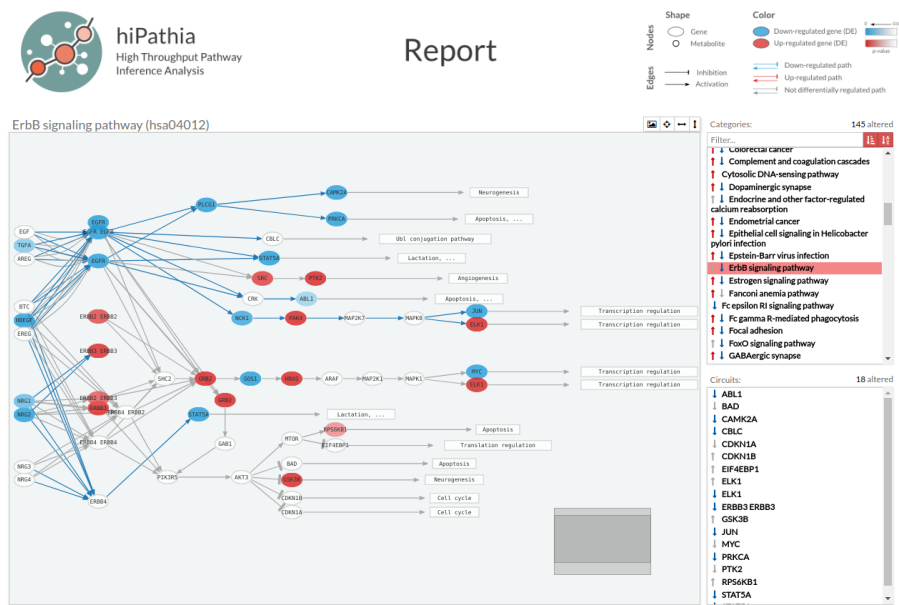 hiPathia
High Throughput Pathway
Inference Analysis
Report
Shape
Color
Nodes
Gene
Metabolite
Down-regulated gene (DE)
Up-regulated gene (DE)
p-value
Edges
Inhibition
Activation
Down-regulated path
Up-regulated path
Not differentially regulated path
ErbB signaling pathway (hsa04012)
CAMK2A
Neurogenesis
PLCG1
PRKCA
Apoptosis, ...
EGFR
EGF
EGFR EGFR
TGFA
AREG
CBLC
Ubl conjugation pathway
STAT5A
Lactation, ...
EGFR
SRC
PTK2
Angiogenesis
CRK
ABL1
Apoptosis, ...
BTC
HBEGF
EREG
ERBB2 ERBB2
NCK1
PAK4
MAP2K7
MAPK8
JUN
Transcription regulation
ELK1
Transcription regulation
ERBB3 ERBB3
SHC2
GRB2
SOS1
HRAS
ARAF
MAP2K1
MAPK1
MYC
Transcription regulation
ELK1
Transcription regulation
NRG1
NRG2
GRB2
STAT5A
Lactation, ...
GAB1
RPS6KB1
Apoptosis
MTOR
EIF4EBP1
Translation regulation
NRG3
NRG4
PIK3R5
AKT3
BAD
Apoptosis
GSK3B
Neurogenesis
CDKN1B
Cell cycle
CDKN1A
Cell cycle
ERBB4
Categories:
145 altered
Filter...
Colorectal cancer
Complement and coagulation cascades
Cytosolic DNA-sensing pathway
Dopaminergic synapse
Endocrine and other factor-regulated
calcium reabsorption
Endometrial cancer
Epithelial cell signaling in Helicobacter
pylori infection
Epstein-Barr virus infection
ErbB signaling pathway
Estrogen signaling pathway
Fanconi anemia pathway
Fc epsilon RI signaling pathway
Fc gamma R-mediated phagocytosis
Focal adhesion
FoxO signaling pathway
GABAergic synapse
Circuits:
18 altered
ABL1
BAD
CAMK2A
CBLC
CDKN1A
CDKN1B
EIF4EBP1
ELK1
ELK1
ERBB3 ERBB3
GSK3B
JUN
MYC
PRKCA
PTK2
RPS6KB1
STAT5A